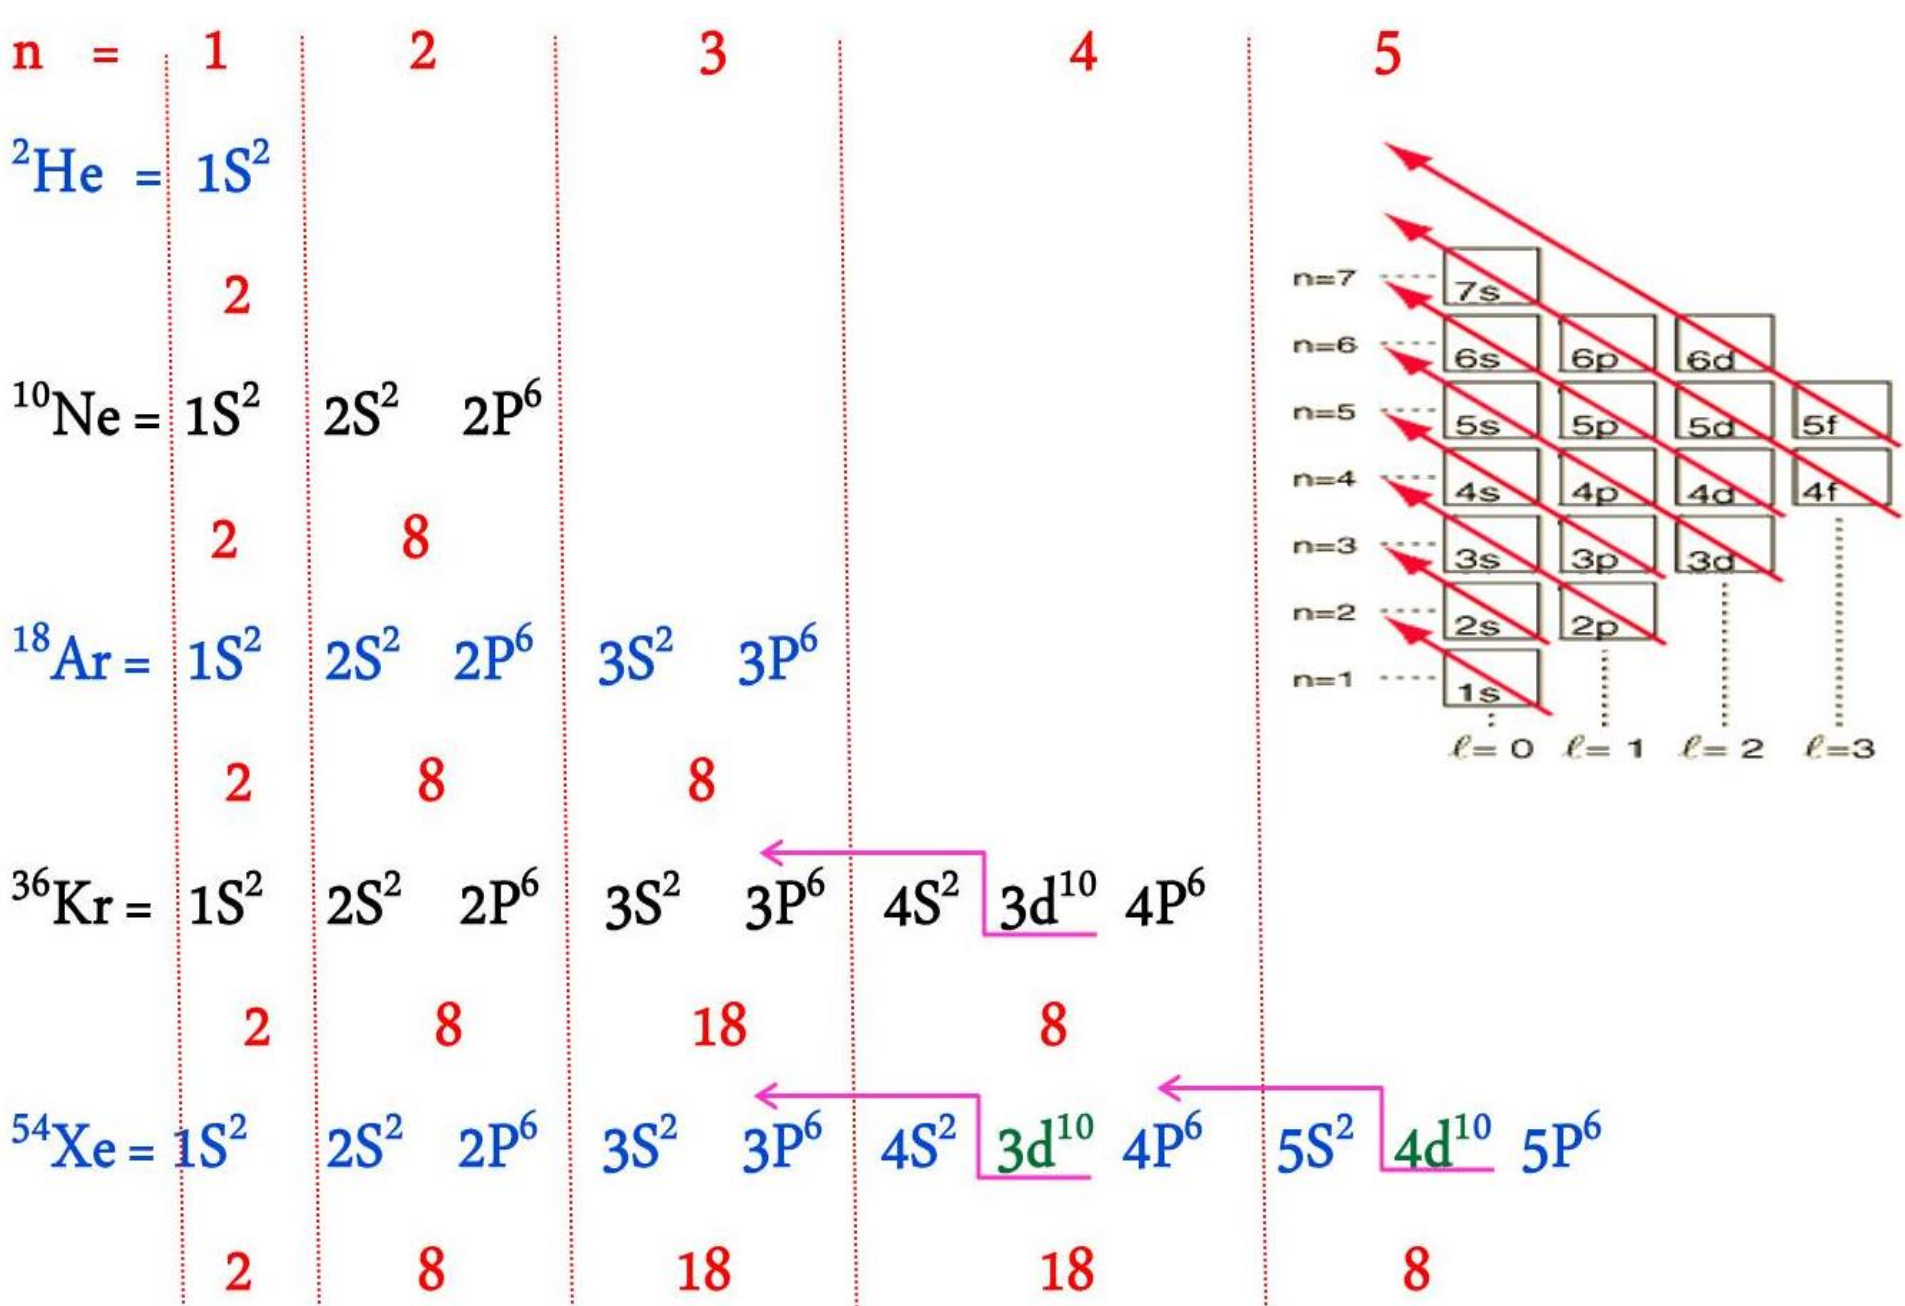 n = 1 2 3 4 5
²He = 1S²
2
¹⁰Ne = 1S² 2S² 2P⁶
2 8
¹⁸Ar = 1S² 2S² 2P⁶ 3S² 3P⁶
2 8 8
³⁶Kr = 1S² 2S² 2P⁶ 3S² 3P⁶ 4S² 3d¹⁰ 4P⁶
2 8 18 8
⁵⁴Xe = 1S² 2S² 2P⁶ 3S² 3P⁶ 4S² 3d¹⁰ 4P⁶ 5S² 4d¹⁰ 5P⁶
2 8 18 18 8
n=7 7s
n=6 6s 6p 6d
n=5 5s 5p 5d 5f
n=4 4s 4p 4d 4f
n=3 3s 3p 3d
n=2 2s 2p
n=1 1s
ℓ= 0 ℓ= 1 ℓ= 2 ℓ=3